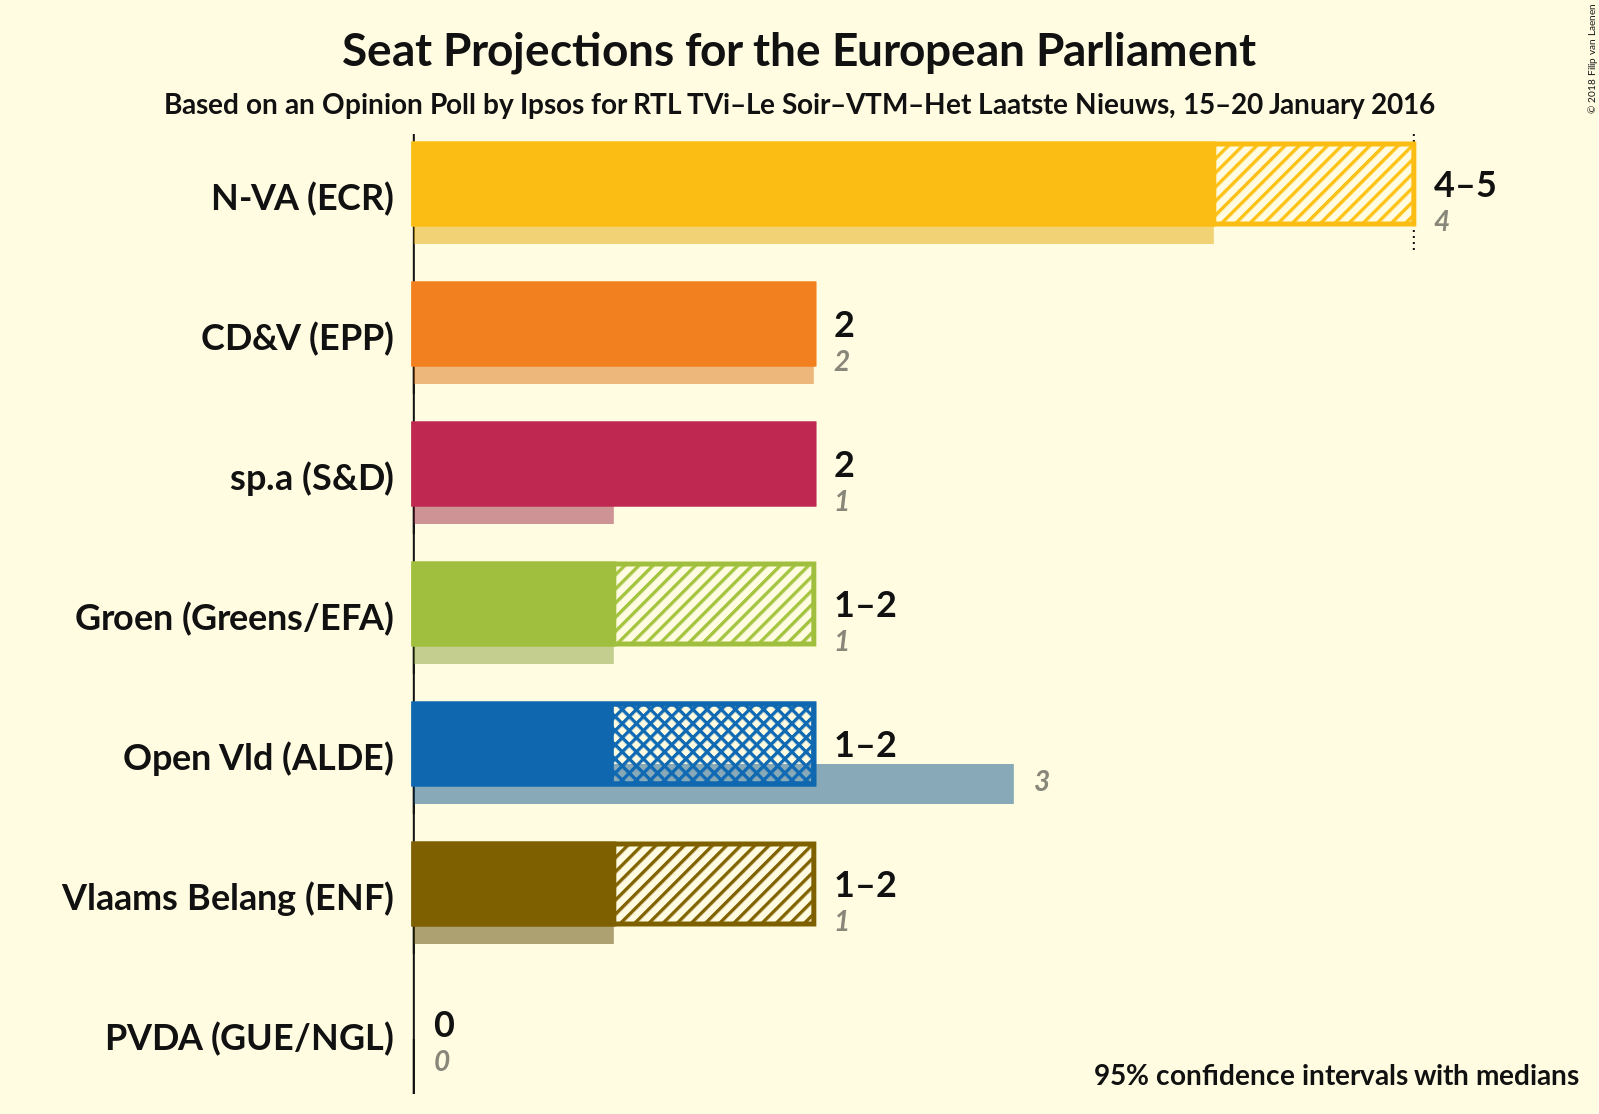 Seat Projections for the European Parliament
Based on an Opinion Poll by Ipsos for RTL TVi–Le Soir–VTM–Het Laatste Nieuws, 15–20 January 2016
© 2018 Filip van Laenen
N-VA (ECR)
4–5
4
CD&V (EPP)
2
2
sp.a (S&D)
2
1
Groen (Greens/EFA)
1–2
1
Open Vld (ALDE)
1–2
3
Vlaams Belang (ENF)
1–2
1
PVDA (GUE/NGL)
0
0
95% confidence intervals with medians